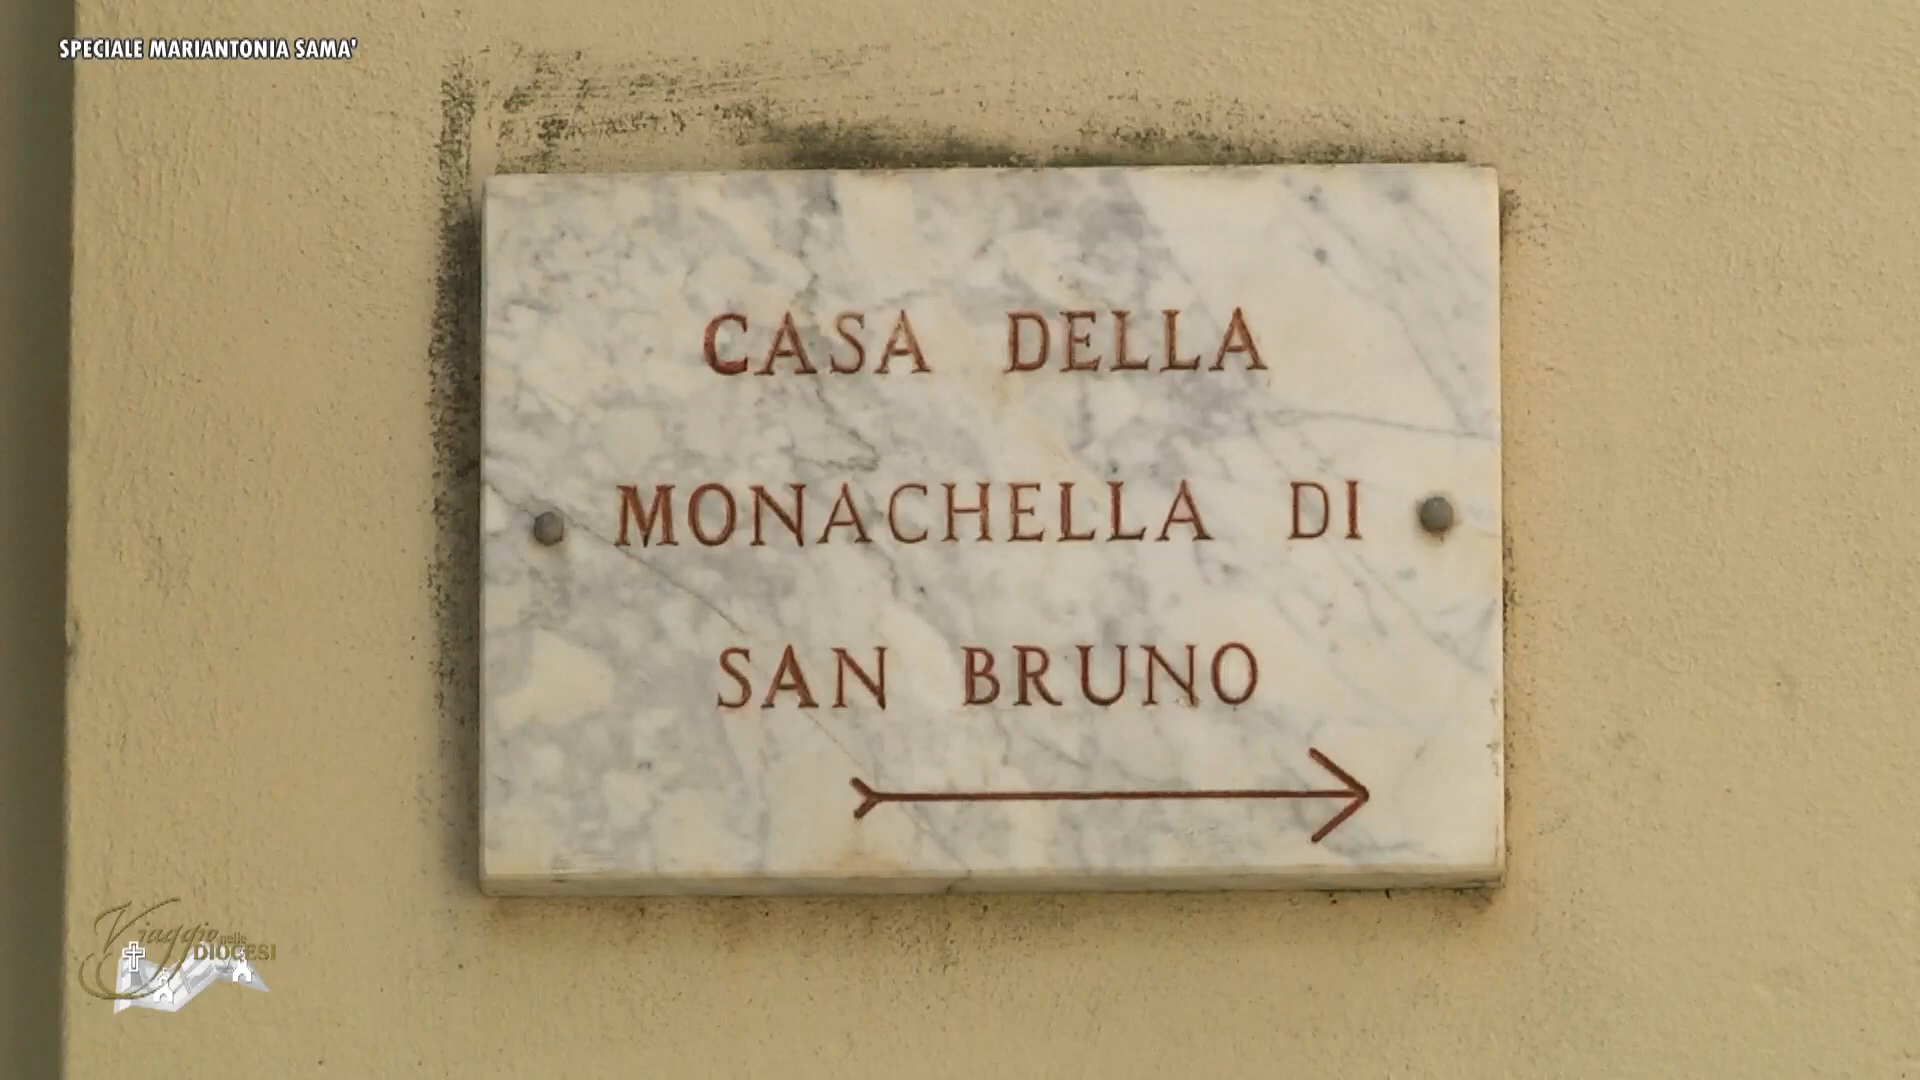 SPECIALE MARIANTONIA SAMA'
CASA DELLA
MONACHELLA DI
SAN BRUNO
Viaggio nelle
DIOCESI